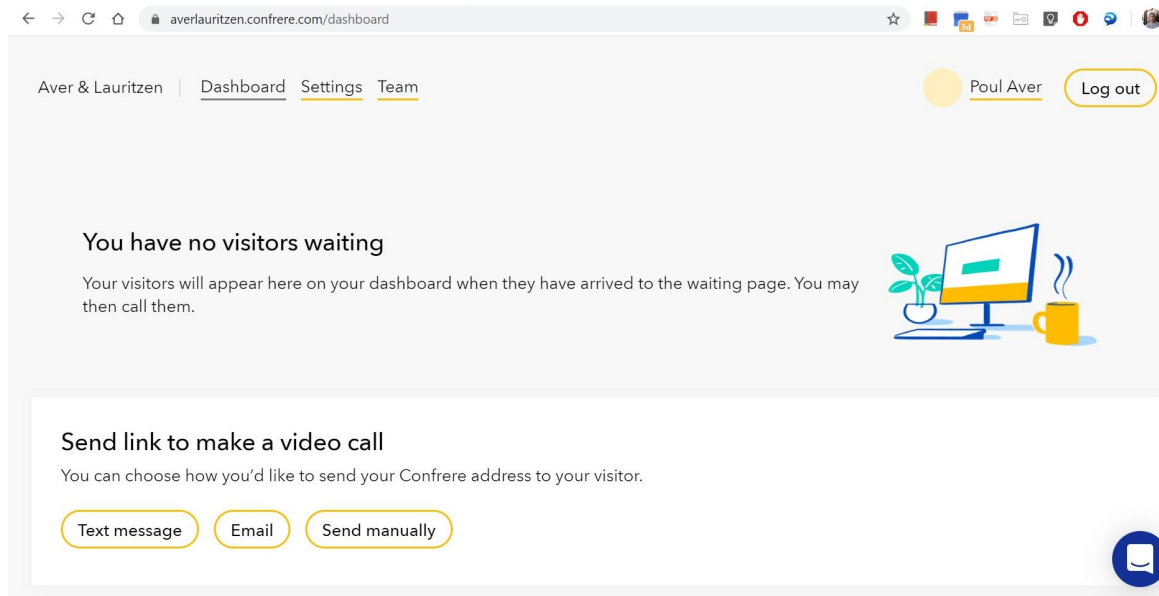 averlauritzen.confrere.com/dashboard
3d
Aver & Lauritzen | Dashboard Settings Team Poul Aver Log out
You have no visitors waiting
Your visitors will appear here on your dashboard when they have arrived to the waiting page. You may
then call them.
Send link to make a video call
You can choose how you'd like to send your Confrere address to your visitor.
Text message Email Send manually